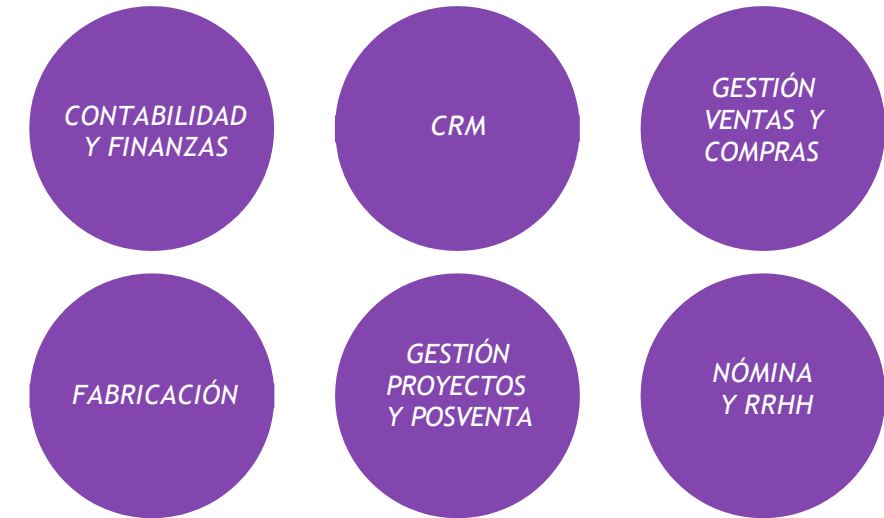 CONTABILIDAD
Y FINANZAS
CRM
GESTIÓN
VENTAS Y
COMPRAS
FABRICACIÓN
GESTIÓN
PROYECTOS
Y POSVENTA
NÓMINA
Y RRHH